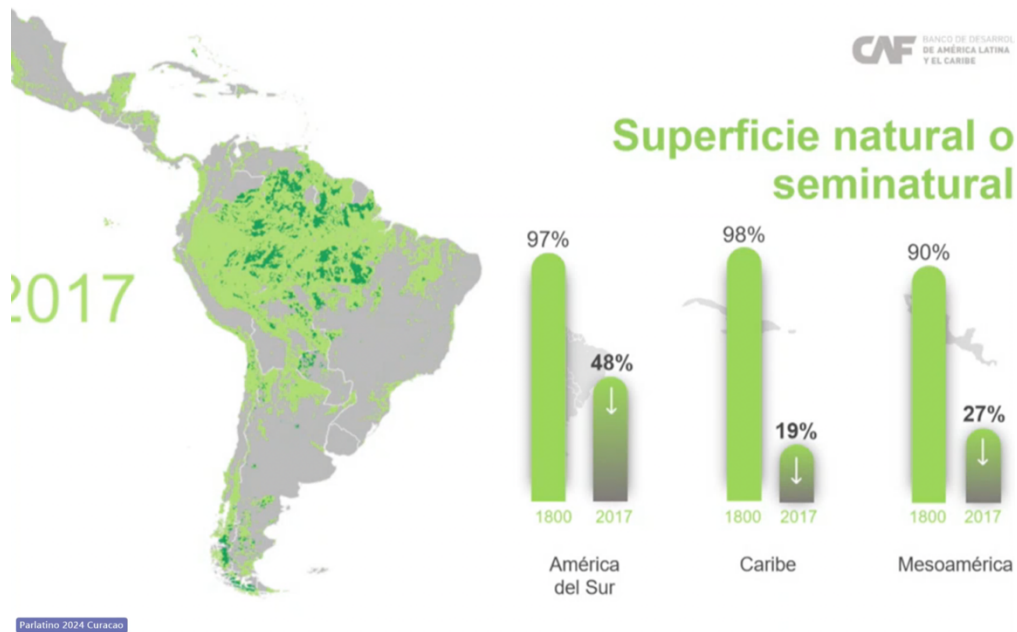 CAF
BANCO DE DESARROL
DE AMÉRICA LATINA
Y EL CARIBE
Superficie natural o
seminatural
2017
97%
48%
1800
2017
América
del Sur
98%
19%
1800
2017
Caribe
90%
27%
1800
2017
Mesoamérica
Parlatino 2024 Curacao